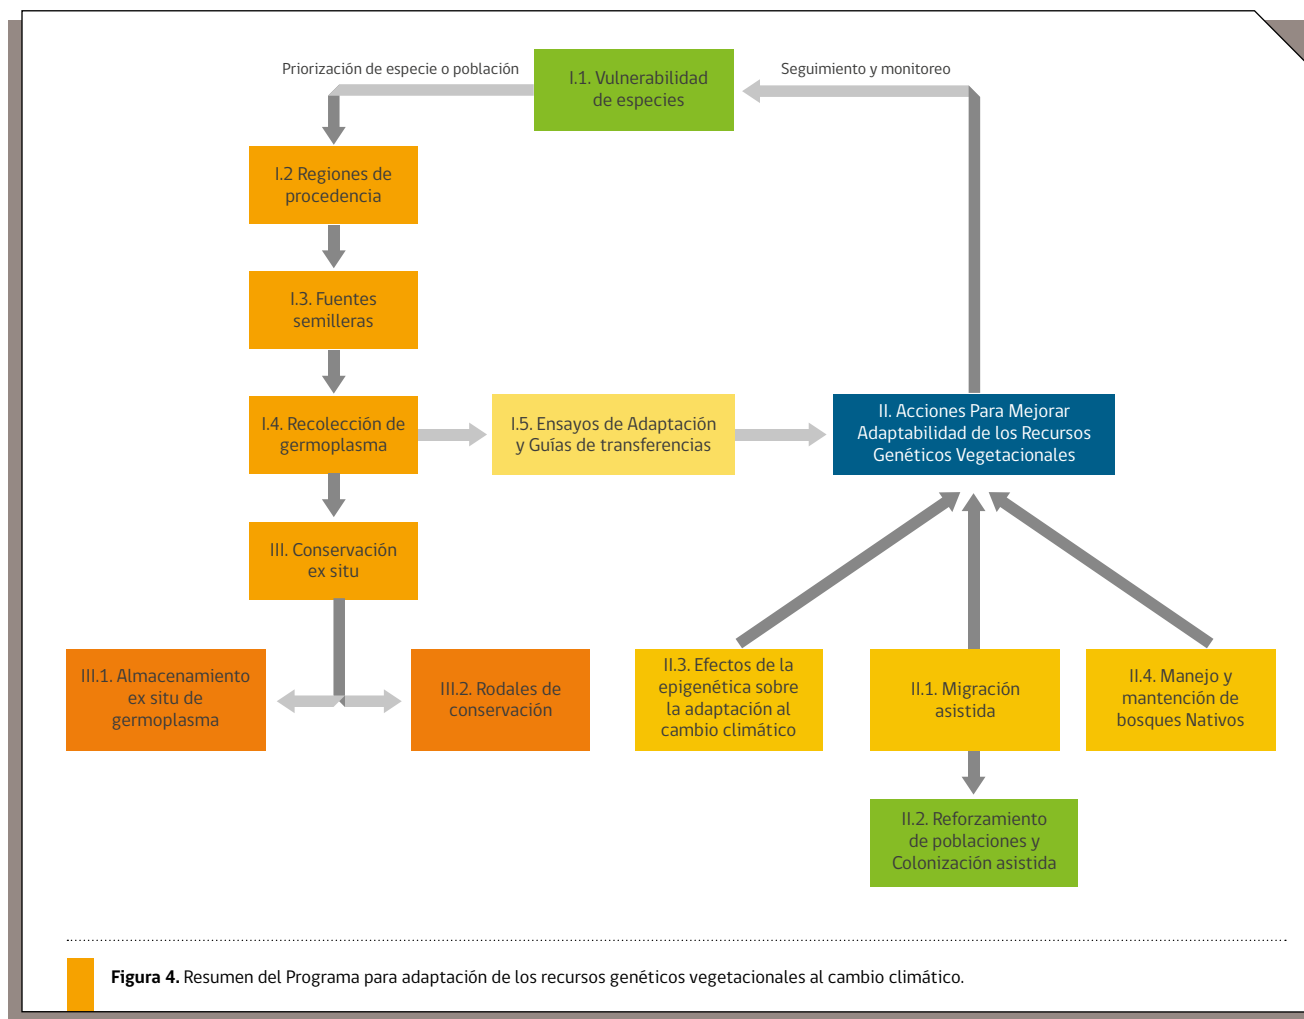 Priorización de especie o población
I.1. Vulnerabilidad
de especies
Seguimiento y monitoreo
I.2 Regiones de
procedencia
I.3. Fuentes
semilleras
I.4. Recolección de
germoplasma
I.5. Ensayos de Adaptación
y Guías de transferencias
II. Acciones Para Mejorar
Adaptabilidad de los Recursos
Genéticos Vegetacionales
III. Conservación
ex situ
III.1. Almacenamiento
ex situ de
germoplasma
III.2. Rodales de
conservación
II.3. Efectos de la
epigenética sobre
la adaptación al
cambio climático
II.1. Migración
asistida
II.4. Manejo y
mantención de
bosques Nativos
II.2. Reforzamiento
de poblaciones y
Colonización asistida
Figura 4. Resumen del Programa para adaptación de los recursos genéticos vegetacionales al cambio climático.